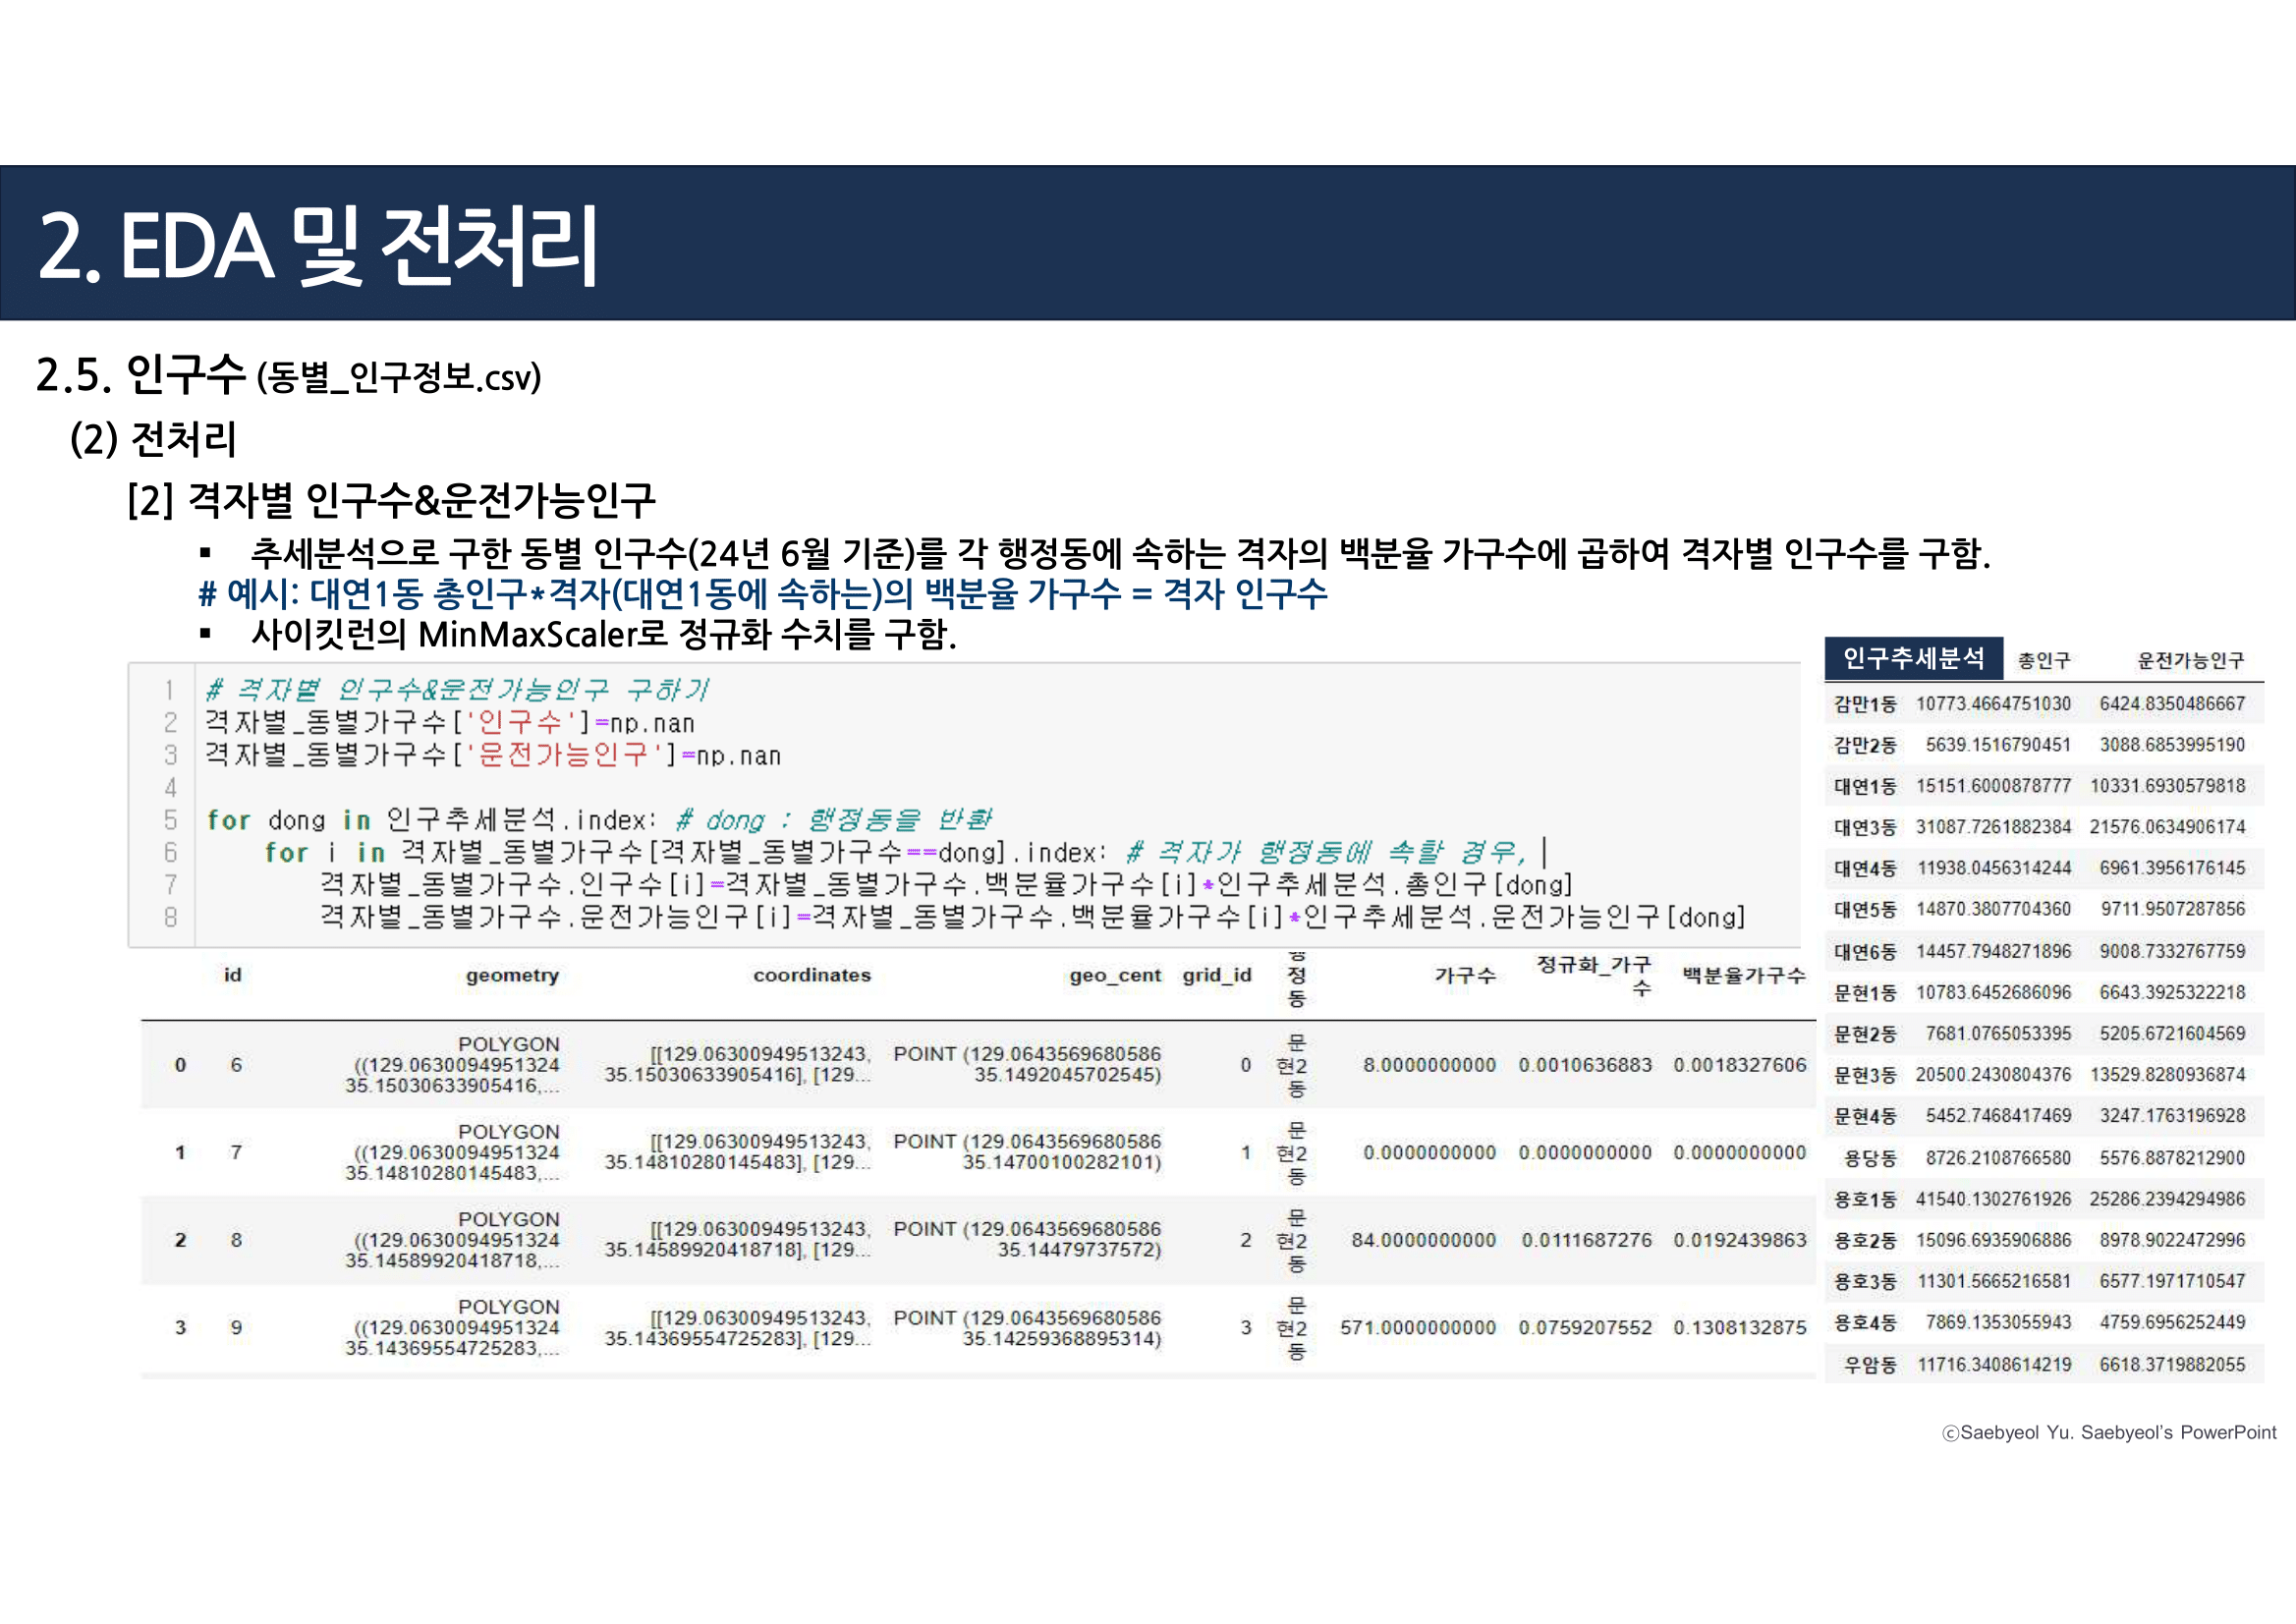 2. EDA 및 전처리
2.5. 인구수 (동별_인구정보.csv)
(2) 전처리
[2] 격자별 인구수&운전가능인구
▪ 추세분석으로 구한 동별 인구수(24년 6월 기준)를 각 행정동에 속하는 격자의 백분율 가구수에 곱하여 격자별 인구수를 구함.
# 예시: 대연1동 총인구*격자(대연1동에 속하는)의 백분율 가구수 = 격자 인구수
▪ 사이킷런의 MinMaxScaler로 정규화 수치를 구함.
1 # 격자별 인구수&운전가능인구 구하기
2 격자별_동별가구수['인구수']=np.nan
3 격자별_동별가구수['운전가능인구']=np.nan
4
5 for dong in 인구추세분석.index: # dong : 행정동을 반환
6 for i in 격자별_동별가구수[격자별_동별가구수==dong].index: # 격자가 행정동에 속할 경우,
7 격자별_동별가구수.인구수[i]=격자별_동별가구수.백분율가구수[i]*인구추세분석.총인구[dong]
8 격자별_동별가구수.운전가능인구[i]=격자별_동별가구수.백분율가구수[i]*인구추세분석.운전가능인구[dong]
id geometry coordinates geo_cent grid_id 행정동 가구수 정규화_가구수 백분율가구수
0 6 POLYGON ((129.0630094951324 35.15030633905416,... [[129.06300949513243, 35.15030633905416], [129... POINT (129.0643569680586 35.1492045702545) 0 문현2동 8.0000000000 0.0010636883 0.0018327606
1 7 POLYGON ((129.0630094951324 35.14810280145483,... [[129.06300949513243, 35.14810280145483], [129... POINT (129.0643569680586 35.14700100282101) 1 문현2동 0.0000000000 0.0000000000 0.0000000000
2 8 POLYGON ((129.0630094951324 35.14589920418718,... [[129.06300949513243, 35.14589920418718], [129... POINT (129.0643569680586 35.14479737572) 2 문현2동 84.0000000000 0.0111687276 0.0192439863
3 9 POLYGON ((129.0630094951324 35.14369554725283,... [[129.06300949513243, 35.14369554725283], [129... POINT (129.0643569680586 35.14259368895314) 3 문현2동 571.0000000000 0.0759207552 0.1308132875
인구추세분석 총인구 운전가능인구
감만1동 10773.4664751030 6424.8350486667
감만2동 5639.1516790451 3088.6853995190
대연1동 15151.6000878777 10331.6930579818
대연3동 31087.7261882384 21576.0634906174
대연4동 11938.0456314244 6961.3956176145
대연5동 14870.3807704360 9711.9507287856
대연6동 14457.7948271896 9008.7332767759
문현1동 10783.6452686096 6643.3925322218
문현2동 7681.0765053395 5205.6721604569
문현3동 20500.2430804376 13529.8280936874
문현4동 5452.7468417469 3247.1763196928
용당동 8726.2108766580 5576.8878212900
용호1동 41540.1302761926 25286.2394294986
용호2동 15096.6935906886 8978.9022472996
용호3동 11301.5665216581 6577.1971710547
용호4동 7869.1353055943 4759.6956252449
우암동 11716.3408614219 6618.3719882055
ⓒSaebyeol Yu. Saebyeol's PowerPoint